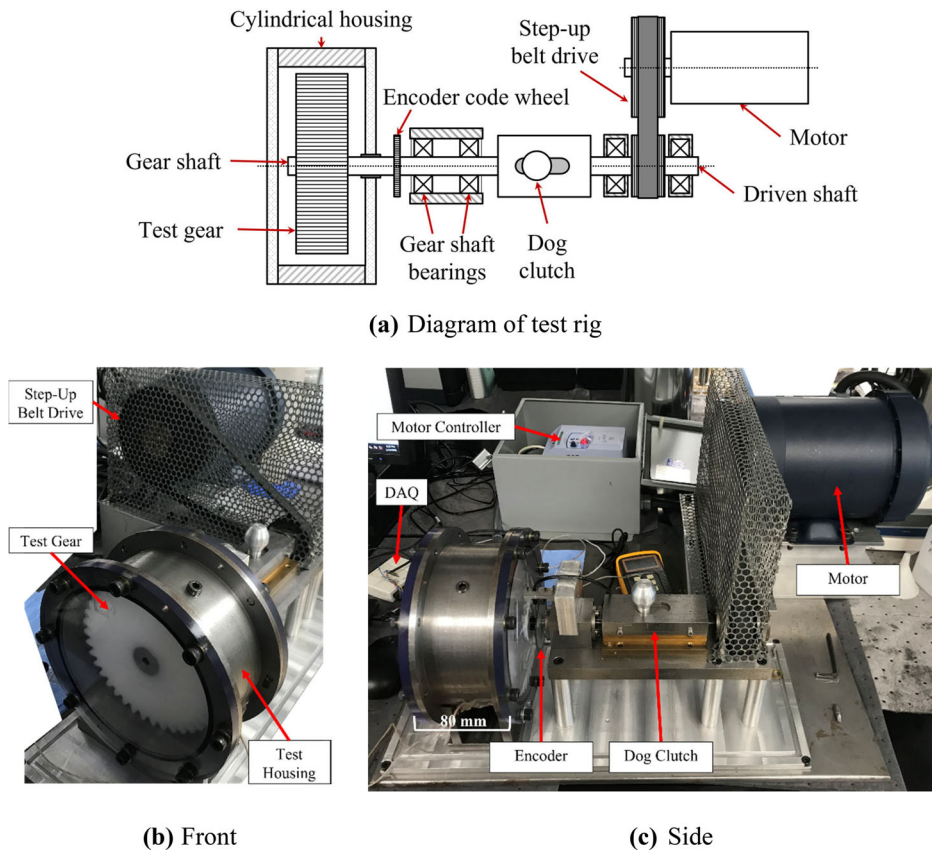 Cylindrical housing
Step-up
belt drive
Encoder code wheel
Motor
Gear shaft
Driven shaft
Test gear
Gear shaft
bearings
Dog
clutch
(a) Diagram of test rig
Step-Up
Belt Drive
Test Gear
Test
Housing
(b) Front
Motor Controller
DAQ
Motor
80 mm
Encoder
Dog Clutch
(c) Side